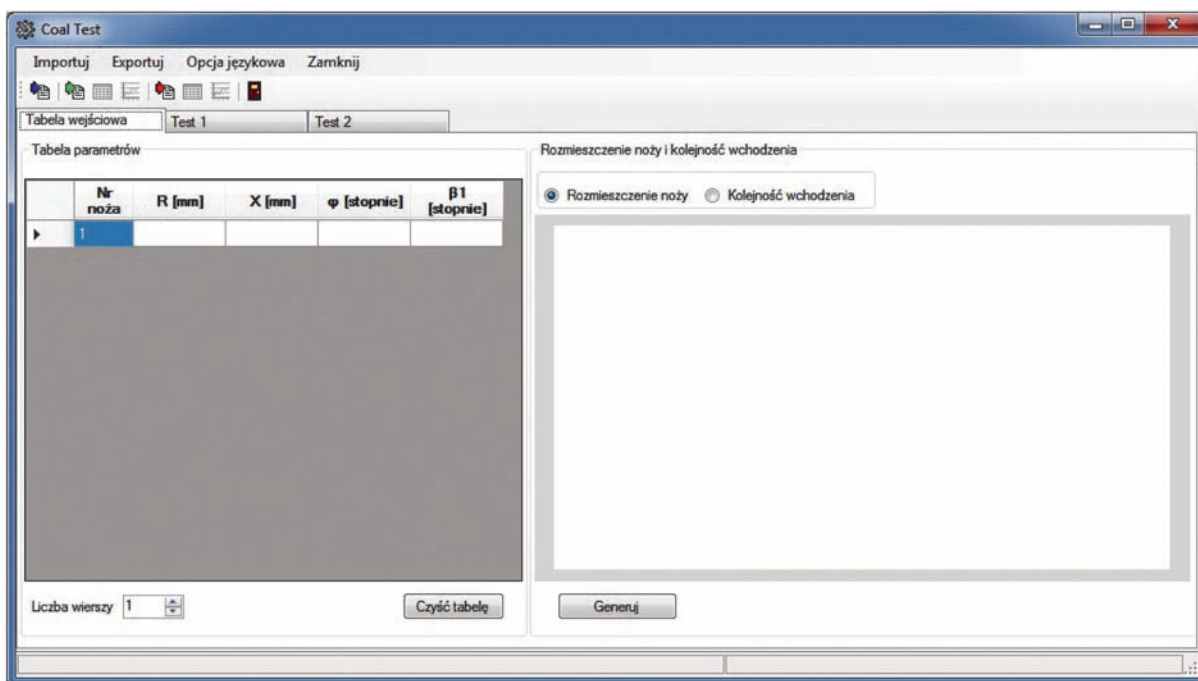 Coal Test
Importuj Exportuj Opcja językowa Zamknij
Tabela wejściowa Test 1 Test 2
Tabela parametrów
Nr noża R [mm] X [mm] φ [stopnie] β1 [stopnie]
1
Liczba wierszy 1 Czyść tabelę
Rozmieszczenie noży i kolejność wchodzenia
Rozmieszczenie noży Kolejność wchodzenia
Generuj